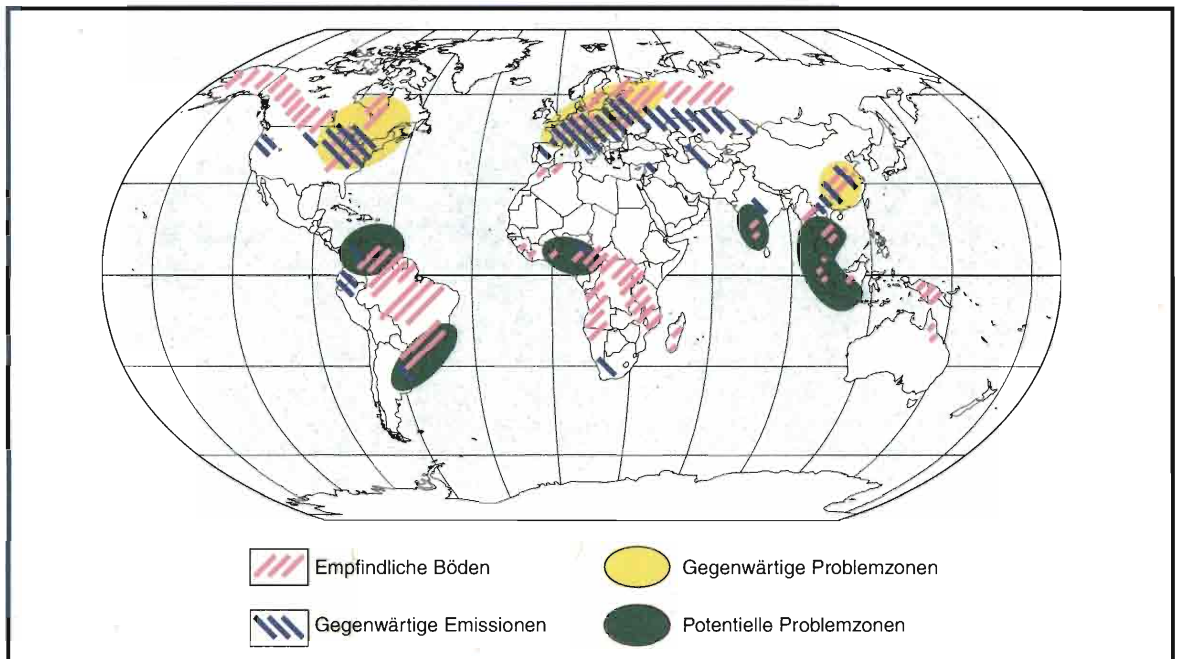 Empfindliche Böden
Gegenwärtige Problemzonen
Gegenwärtige Emissionen
Potentielle Problemzonen